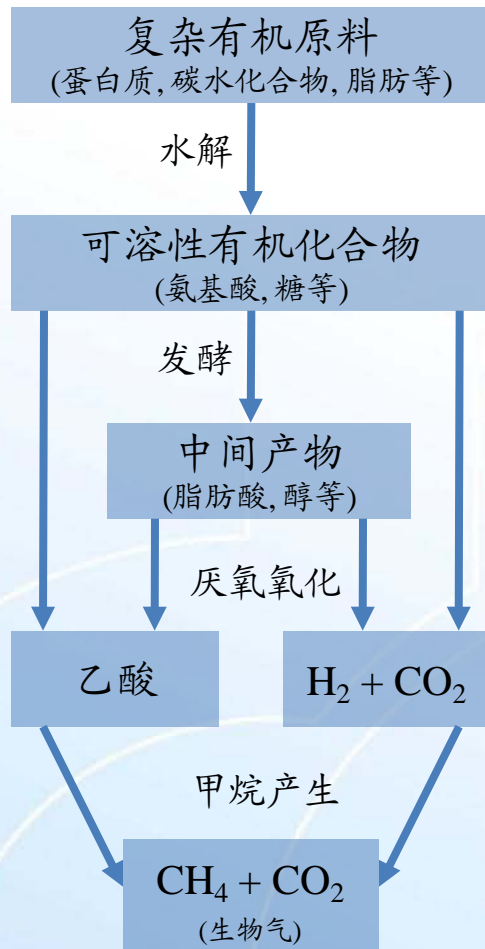 复杂有机原料
(蛋白质, 碳水化合物, 脂肪等)
水解
可溶性有机化合物
(氨基酸, 糖等)
发酵
中间产物
(脂肪酸, 醇等)
厌氧氧化
乙酸
H₂ + CO₂
甲烷产生
CH₄ + CO₂
(生物气)